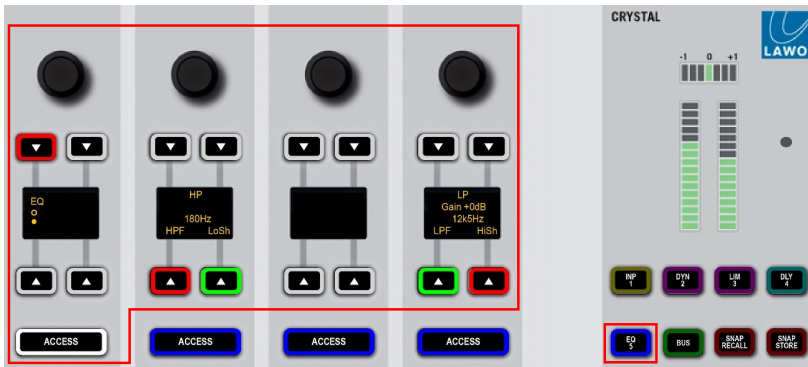 CRYSTAL
LAWO
-1 0 +1
EQ
HP
180Hz
HPF LoSh
LP
Gain +0dB
12k5Hz
LPF HiSh
INP
1
DYN
2
LIM
3
DLY
4
ACCESS
ACCESS
ACCESS
ACCESS
EQ
5
BUS
SNAP
RECALL
SNAP
STORE